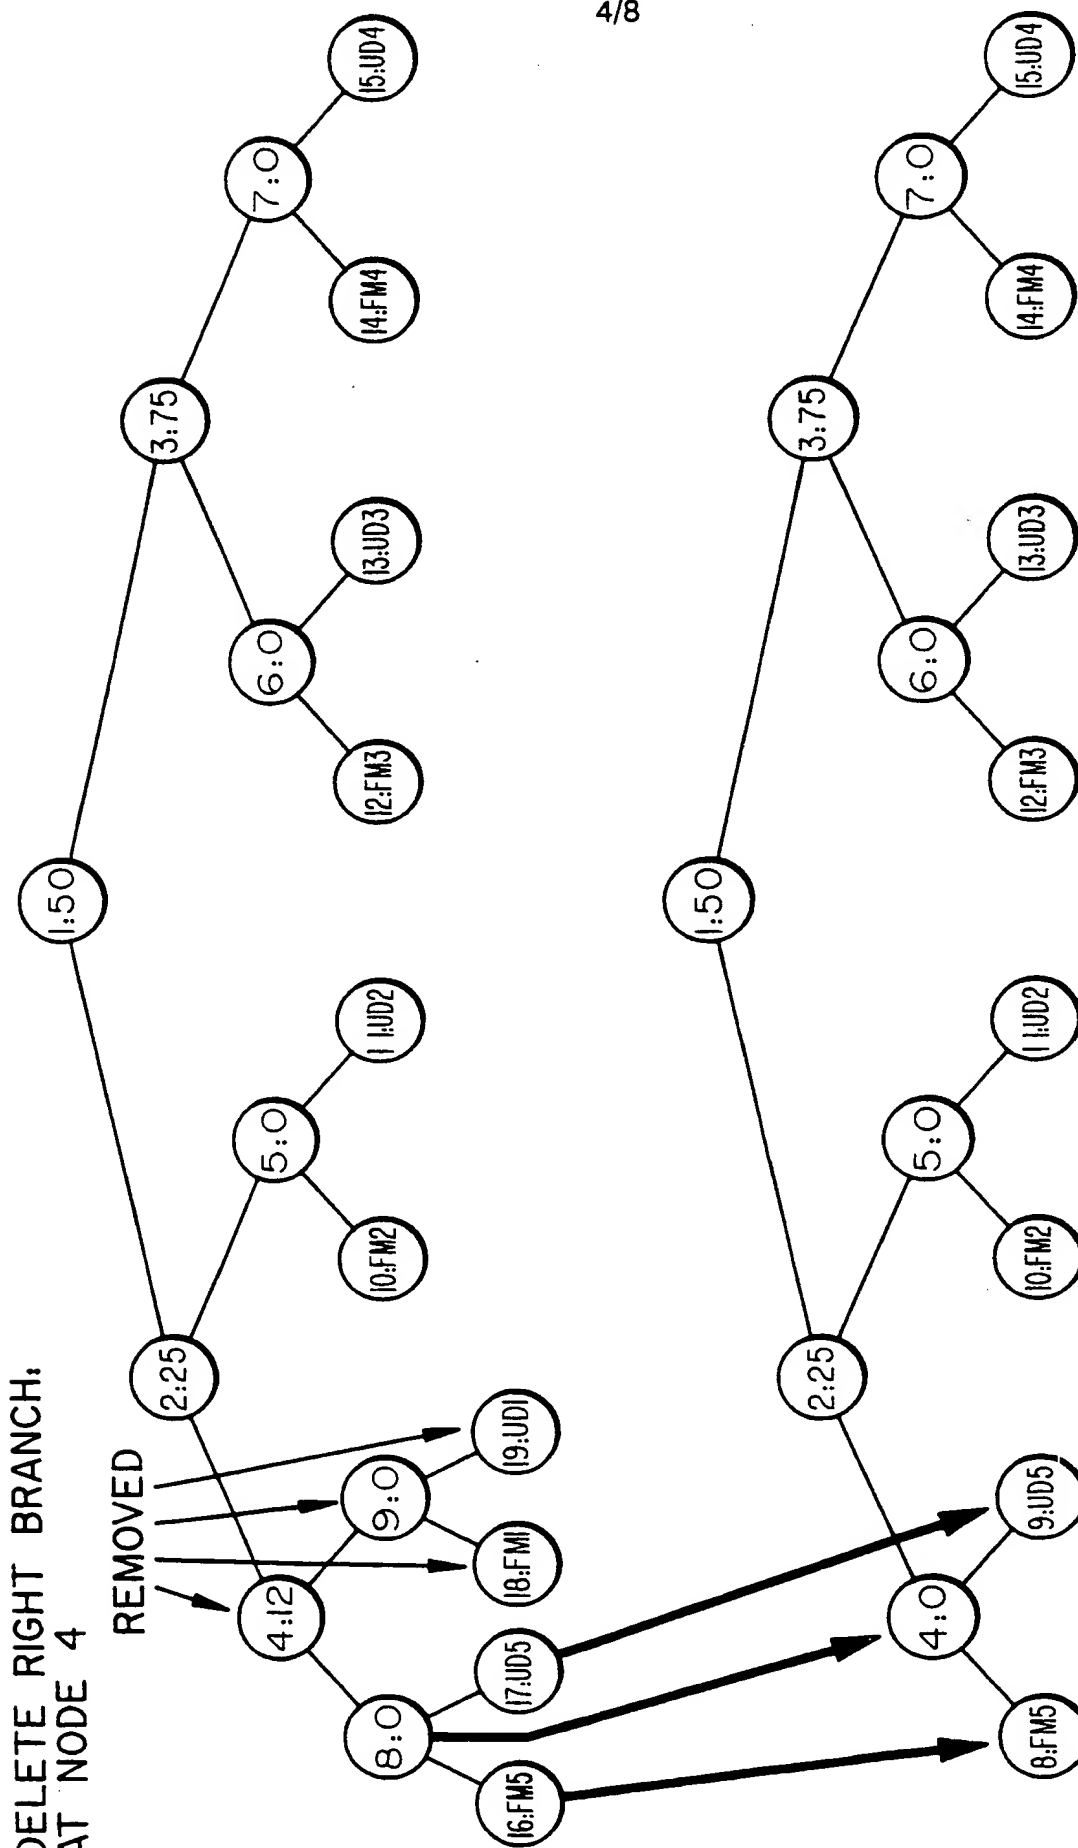 4/8
DELETE RIGHT BRANCH:
AT NODE 4
REMOVED
1:50
2:25
3:75
4:12
5:0
6:0
7:0
8:0
9:0
10:FM2
11:UD2
12:FM3
13:UD3
14:FM4
15:UD4
16:FM5
17:UD5
18:FM1
19:UD1
1:50
2:25
3:75
4:0
5:0
6:0
7:0
8:FM5
9:UD5
10:FM2
11:UD2
12:FM3
13:UD3
14:FM4
15:UD4